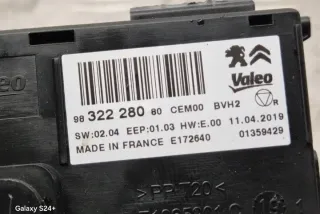 Valeo
98 322 280 80 CEM00 BVH2
R
SW:02.04 EEP:01.03 HW:E.00 11.04.2019
MADE IN FRANCE E172640 01359429
>PP-T20<
Galaxy S24+